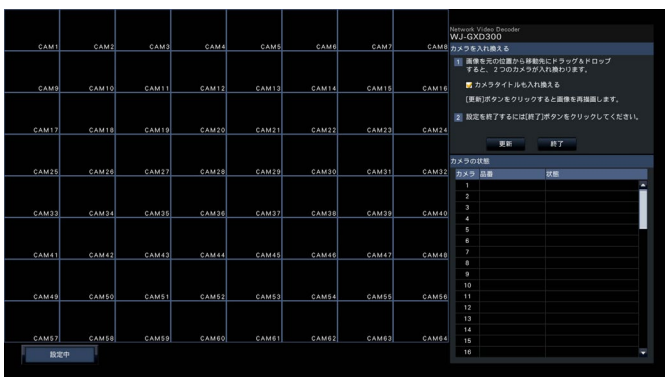 CAM1 CAM2 CAM3 CAM4 CAM5 CAM6 CAM7 CAM8
CAM9 CAM10 CAM11 CAM12 CAM13 CAM14 CAM15 CAM16
CAM17 CAM18 CAM19 CAM20 CAM21 CAM22 CAM23 CAM24
CAM25 CAM26 CAM27 CAM28 CAM29 CAM30 CAM31 CAM32
CAM33 CAM34 CAM35 CAM36 CAM37 CAM38 CAM39 CAM40
CAM41 CAM42 CAM43 CAM44 CAM45 CAM46 CAM47 CAM48
CAM49 CAM50 CAM51 CAM52 CAM53 CAM54 CAM55 CAM56
CAM57 CAM58 CAM59 CAM60 CAM61 CAM62 CAM63 CAM64
設定中
Network Video Decoder
WJ-GXD300
カメラを入れ換える
1 画像を元の位置から移動先にドラッグ&ドロップ
すると、2つのカメラが入れ換わります。
カメラタイトルも入れ換える
[更新]ボタンをクリックすると画像を再描画します。
2 設定を終了するには[終了]ボタンをクリックしてください。
更新 終了
カメラの状態
カメラ 品番 状態
1
2
3
4
5
6
7
8
9
10
11
12
13
14
15
16